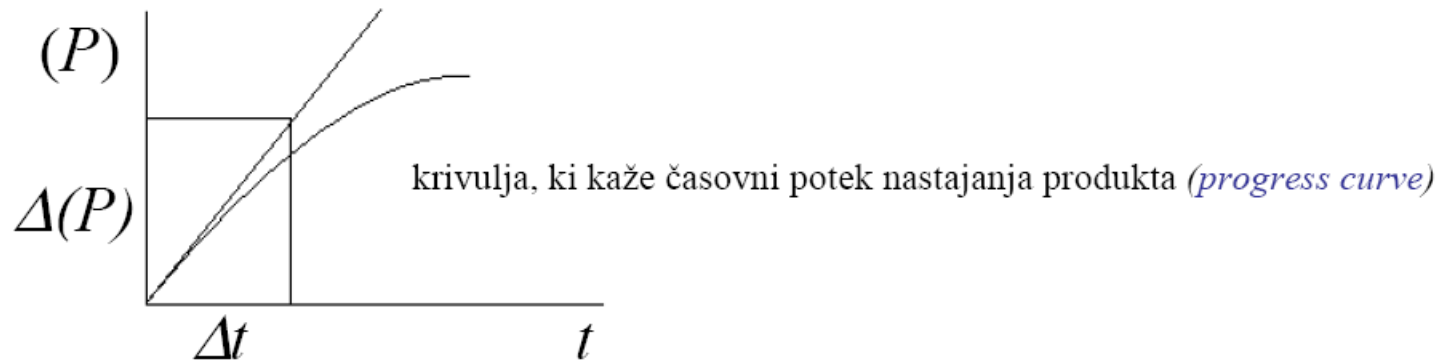 (P)
Δ(P)
krivulja, ki kaže časovni potek nastajanja produkta (progress curve)
Δt
t